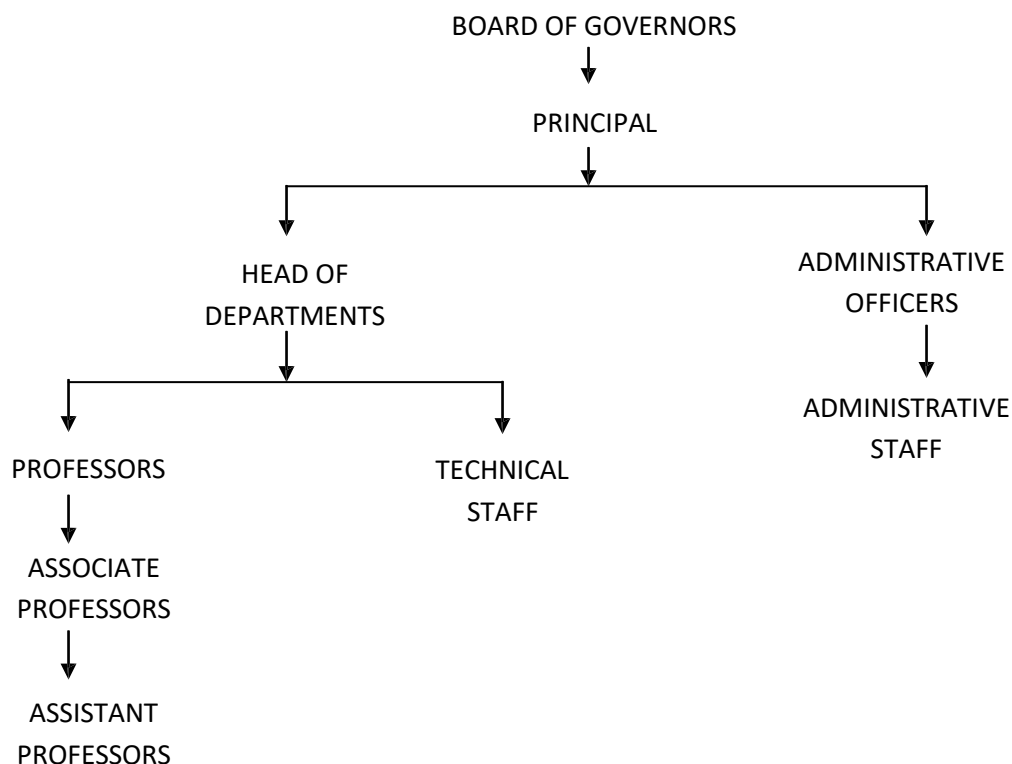 BOARD OF GOVERNORS
PRINCIPAL
HEAD OF
DEPARTMENTS
ADMINISTRATIVE
OFFICERS
ADMINISTRATIVE
STAFF
PROFESSORS
TECHNICAL
STAFF
ASSOCIATE
PROFESSORS
ASSISTANT
PROFESSORS